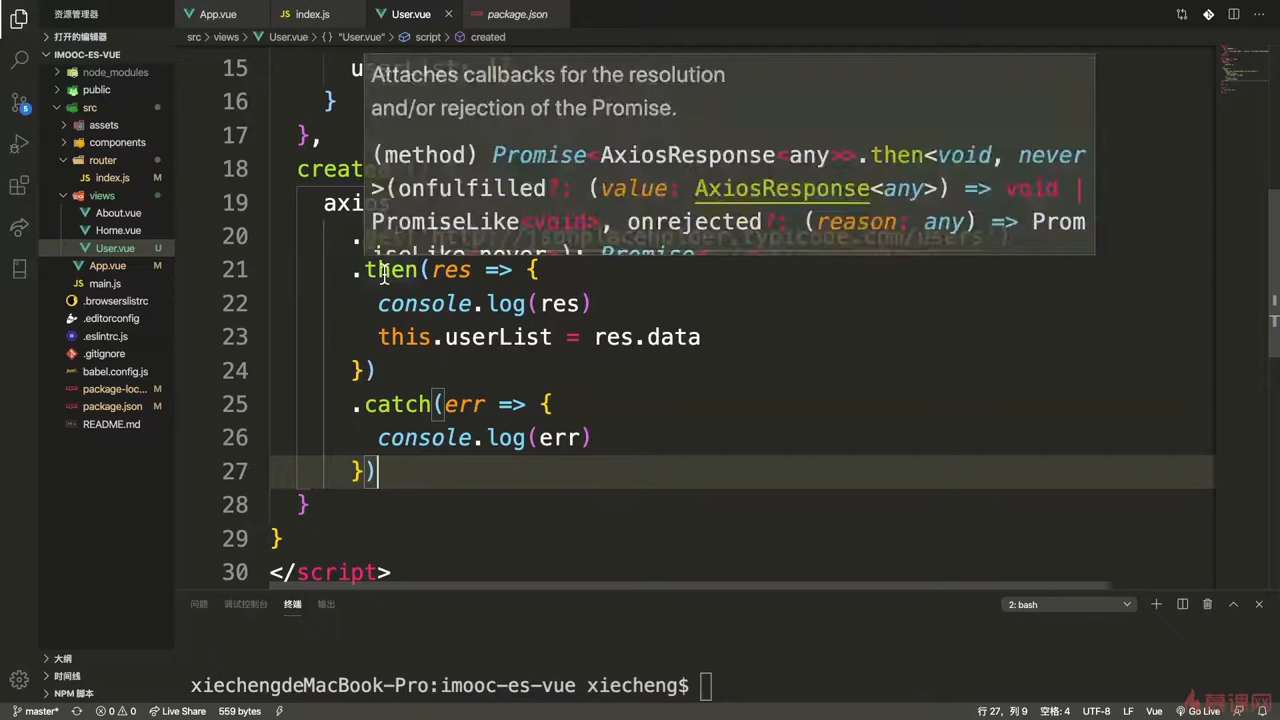 资源管理器
App.vue
index.js
User.vue
package.json
打开的编辑器
src > views > User.vue > {} "User.vue" > script > created
IMOOC-ES-VUE
node_modules
public
src
assets
components
router
index.js
views
About.vue
Home.vue
User.vue U
App.vue M
main.js
.browserslistrc
.editorconfig
.eslintrc.js
.gitignore
babel.config.js
package-loc... M
package.json M
README.md
大纲
时间线
NPM 脚本
15
16 }
17 },
18
19
20
21 .then(res => {
22 console.log(res)
23 this.userList = res.data
24 })
25 .catch(err => {
26 console.log(err)
27 })
28 }
29 }
30 </script>
Attaches callbacks for the resolution
and/or rejection of the Promise.
(method) Promise<AxiosResponse<any>>.then<void, never
>(onfulfilled?: (value: AxiosResponse<any>) => void |
PromiseLike<void>, onrejected?: (reason: any) => Prom
iseLike<never>): Promise<
问题 调试控制台 终端 输出
2: bash
xiechengdeMacBook-Pro:imooc-es-vue xiecheng$
master* 0 0 Live Share 559 bytes
行 27，列 9 空格: 4 UTF-8 LF Vue Go Live
慕课网